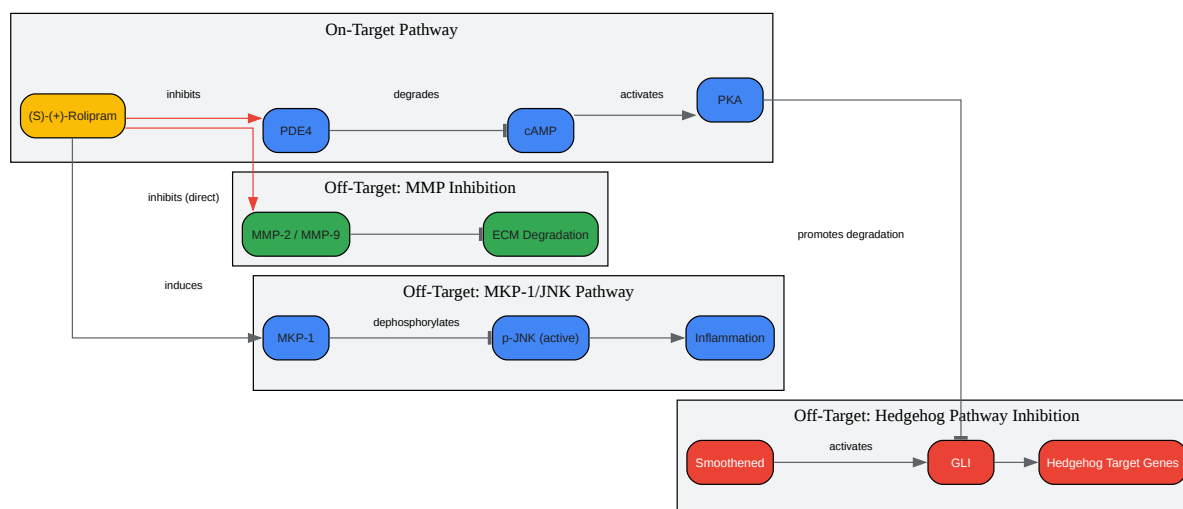 On-Target Pathway
(S)-(+)-Rolipram
inhibits
PDE4
degrades
cAMP
activates
PKA
inhibits (direct)
Off-Target: MMP Inhibition
MMP-2 / MMP-9
ECM Degradation
promotes degradation
induces
Off-Target: MKP-1/JNK Pathway
MKP-1
dephosphorylates
p-JNK (active)
Inflammation
Off-Target: Hedgehog Pathway Inhibition
Smoothened
activates
GLI
Hedgehog Target Genes